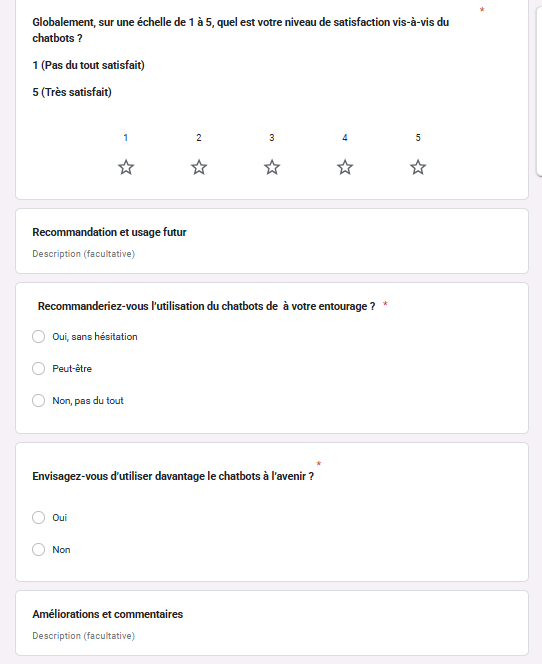 Globalement, sur une échelle de 1 à 5, quel est votre niveau de satisfaction vis-à-vis du *
chatbots ?
1 (Pas du tout satisfait)
5 (Très satisfait)
1 2 3 4 5
Recommandation et usage futur
Description (facultative)
Recommanderiez-vous l'utilisation du chatbots de à votre entourage ? *
Oui, sans hésitation
Peut-être
Non, pas du tout
Envisagez-vous d'utiliser davantage le chatbots à l'avenir ? *
Oui
Non
Améliorations et commentaires
Description (facultative)